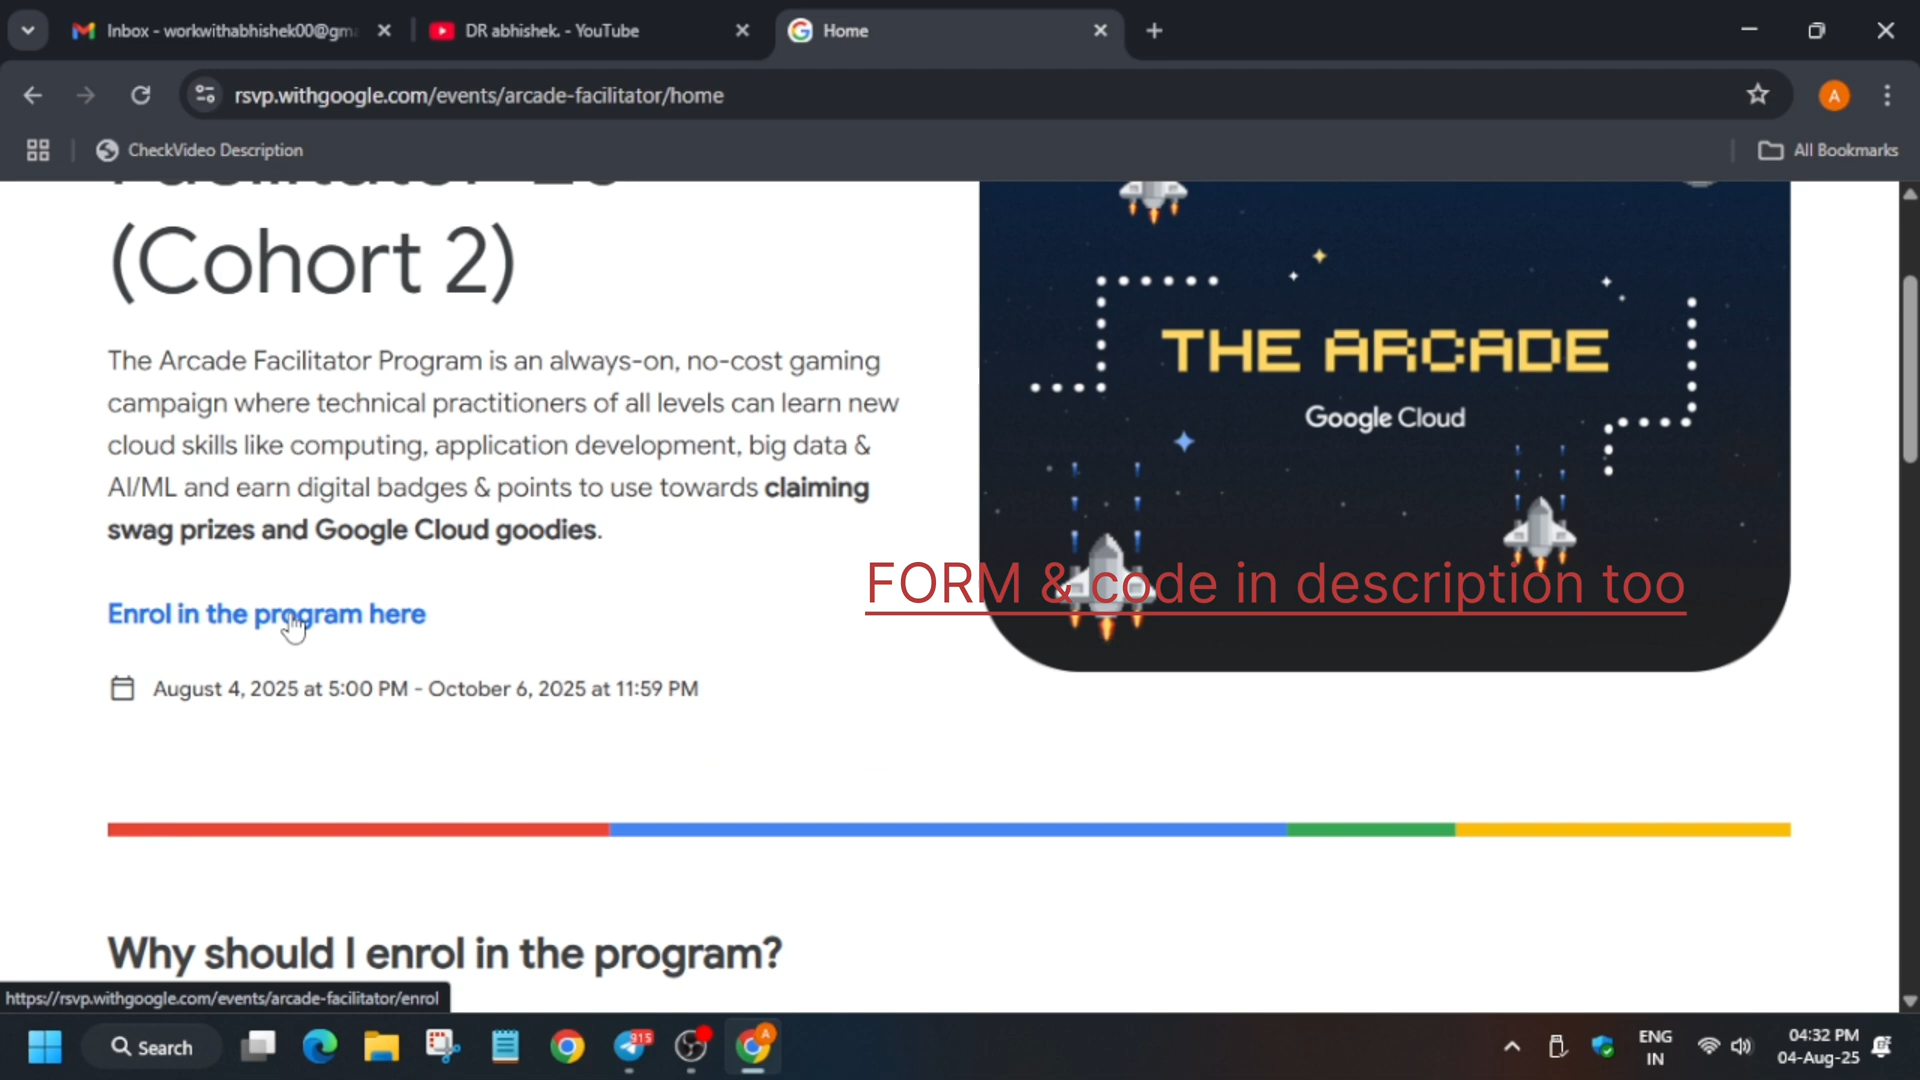 Inbox - workwithabhishek00@gm
DR abhishek. - YouTube
Home
rsvp.withgoogle.com/events/arcade-facilitator/home
A
CheckVideo Description
All Bookmarks
(Cohort 2)
The Arcade Facilitator Program is an always-on, no-cost gaming
campaign where technical practitioners of all levels can learn new
cloud skills like computing, application development, big data &
AI/ML and earn digital badges & points to use towards claiming
swag prizes and Google Cloud goodies.
THE ARCADE
Google Cloud
FORM & code in description too
Enrol in the program here
August 4, 2025 at 5:00 PM - October 6, 2025 at 11:59 PM
Why should I enrol in the program?
https://rsvp.withgoogle.com/events/arcade-facilitator/enrol
Search
915
A
ENG
IN
04:32 PM
04-Aug-25